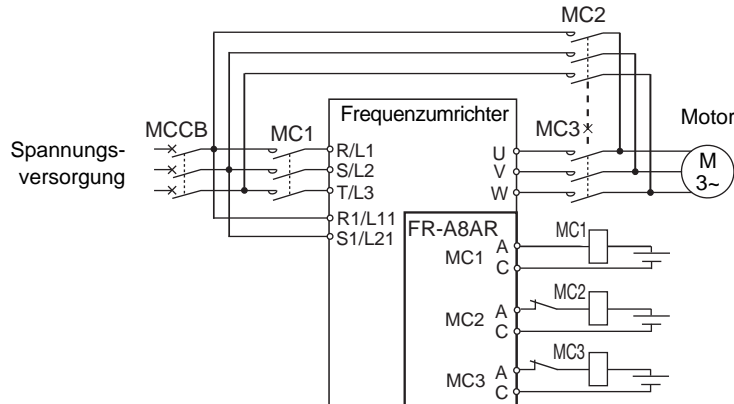 MC2
Frequenzumrichter
Motor
MCCB
MC1
MC3
Spannungs-
versorgung
R/L1
S/L2
T/L3
R1/L11
S1/L21
U
V
W
M
3~
FR-A8AR
MC1
A
C
MC1
MC2
A
C
MC2
MC3
A
C
MC3